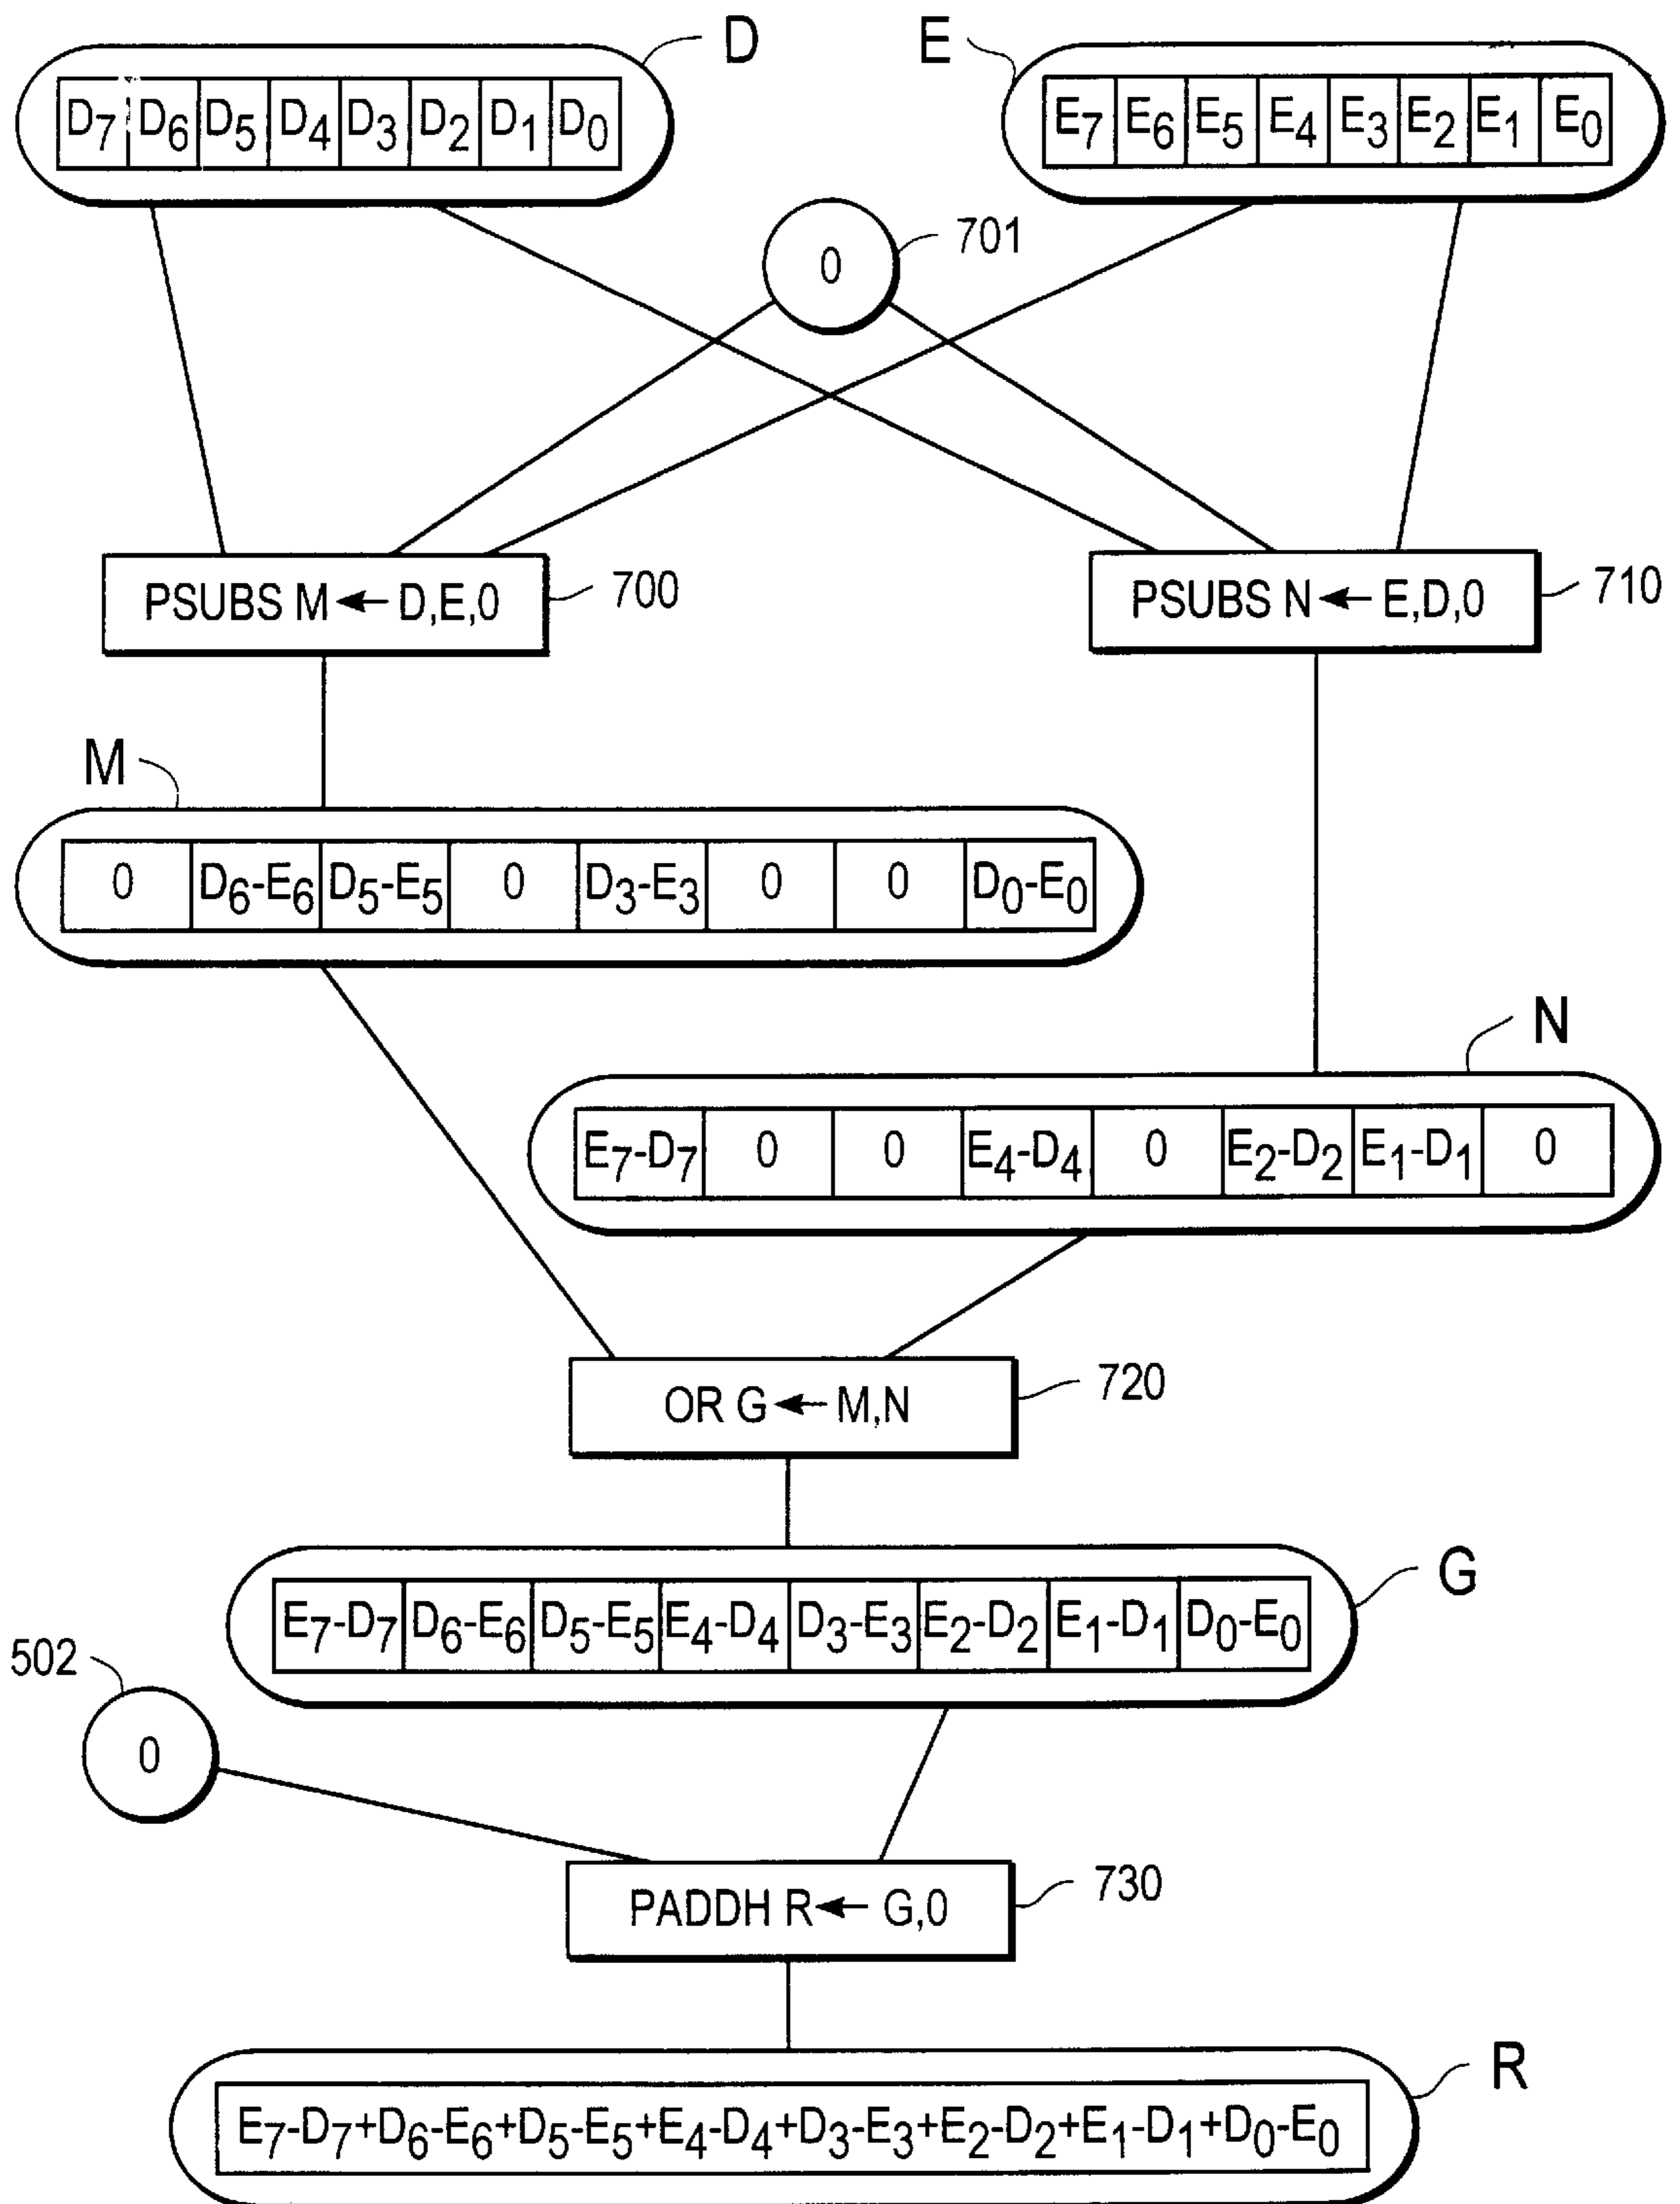 D
E
D7 D6 D5 D4 D3 D2 D1 D0
E7 E6 E5 E4 E3 E2 E1 E0
0
701
PSUBS M ← D,E,0
700
PSUBS N ← E,D,0
710
M
0 D6-E6 D5-E5 0 D3-E3 0 0 D0-E0
N
E7-D7 0 0 E4-D4 0 E2-D2 E1-D1 0
OR G ← M,N
720
G
E7-D7 D6-E6 D5-E5 E4-D4 D3-E3 E2-D2 E1-D1 D0-E0
502
0
PADDH R ← G,0
730
R
E7-D7+D6-E6+D5-E5+E4-D4+D3-E3+E2-D2+E1-D1+D0-E0